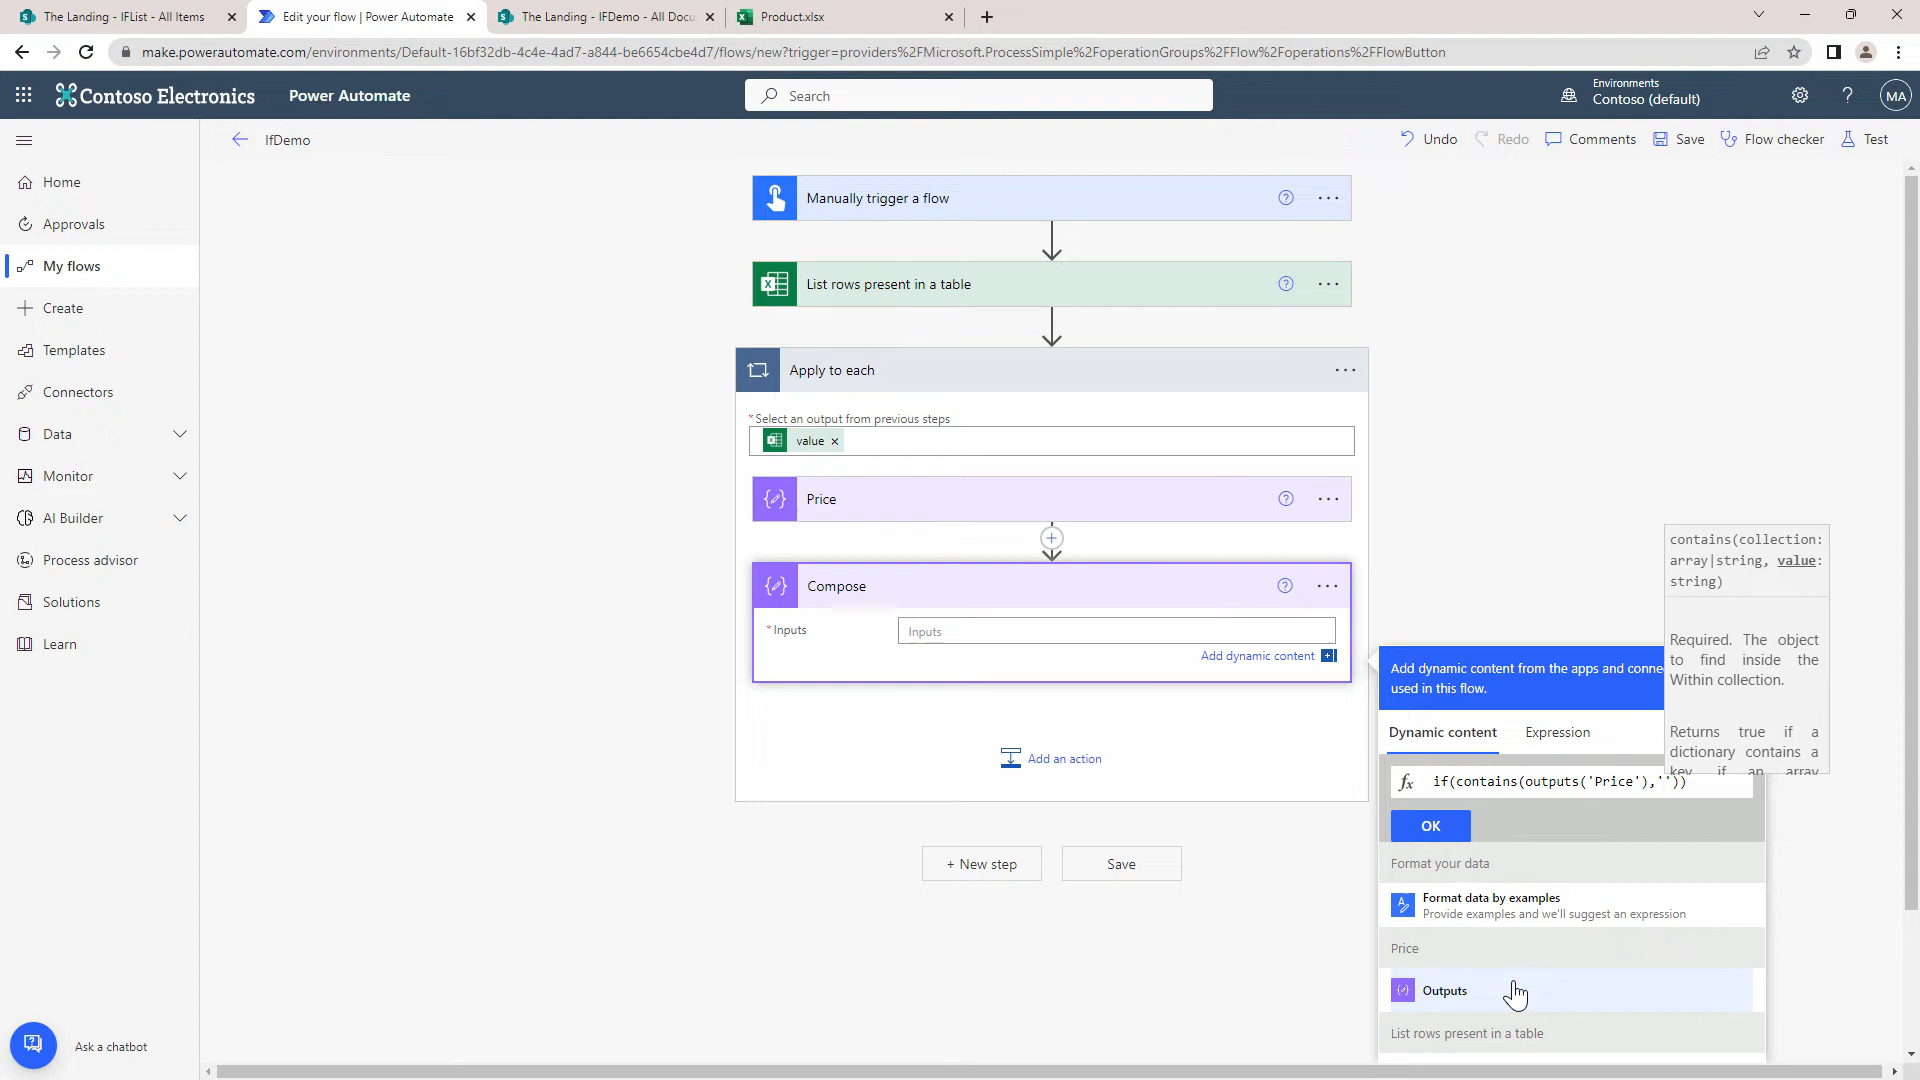 The Landing - IFList - All Items
Edit your flow | Power Automate
The Landing - IFDemo - All Docu
Product.xlsx
make.powerautomate.com/environments/Default-16bf32db-4c4e-4ad7-a844-be6654cbe4d7/flows/new?trigger=providers%2FMicrosoft.ProcessSimple%2FoperationGroups%2FFlow%2Foperations%2FFlowButton
Contoso Electronics
Power Automate
Search
Environments
Contoso (default)
MA
IfDemo
Undo
Redo
Comments
Save
Flow checker
Test
Home
Approvals
My flows
Create
Templates
Connectors
Data
Monitor
AI Builder
Process advisor
Solutions
Learn
Ask a chatbot
Manually trigger a flow
List rows present in a table
Apply to each
*Select an output from previous steps
value
Price
Compose
*Inputs
Inputs
Add dynamic content
Add an action
+ New step
Save
contains(collection:
array|string, value:
string)
Required. The object
to find inside the
Within collection.
Returns true if a
dictionary contains a
key, if an array
Add dynamic content from the apps and conne
used in this flow.
Dynamic content
Expression
fx if(contains(outputs('Price'),''))
OK
Format your data
Format data by examples
Provide examples and we'll suggest an expression
Price
Outputs
List rows present in a table